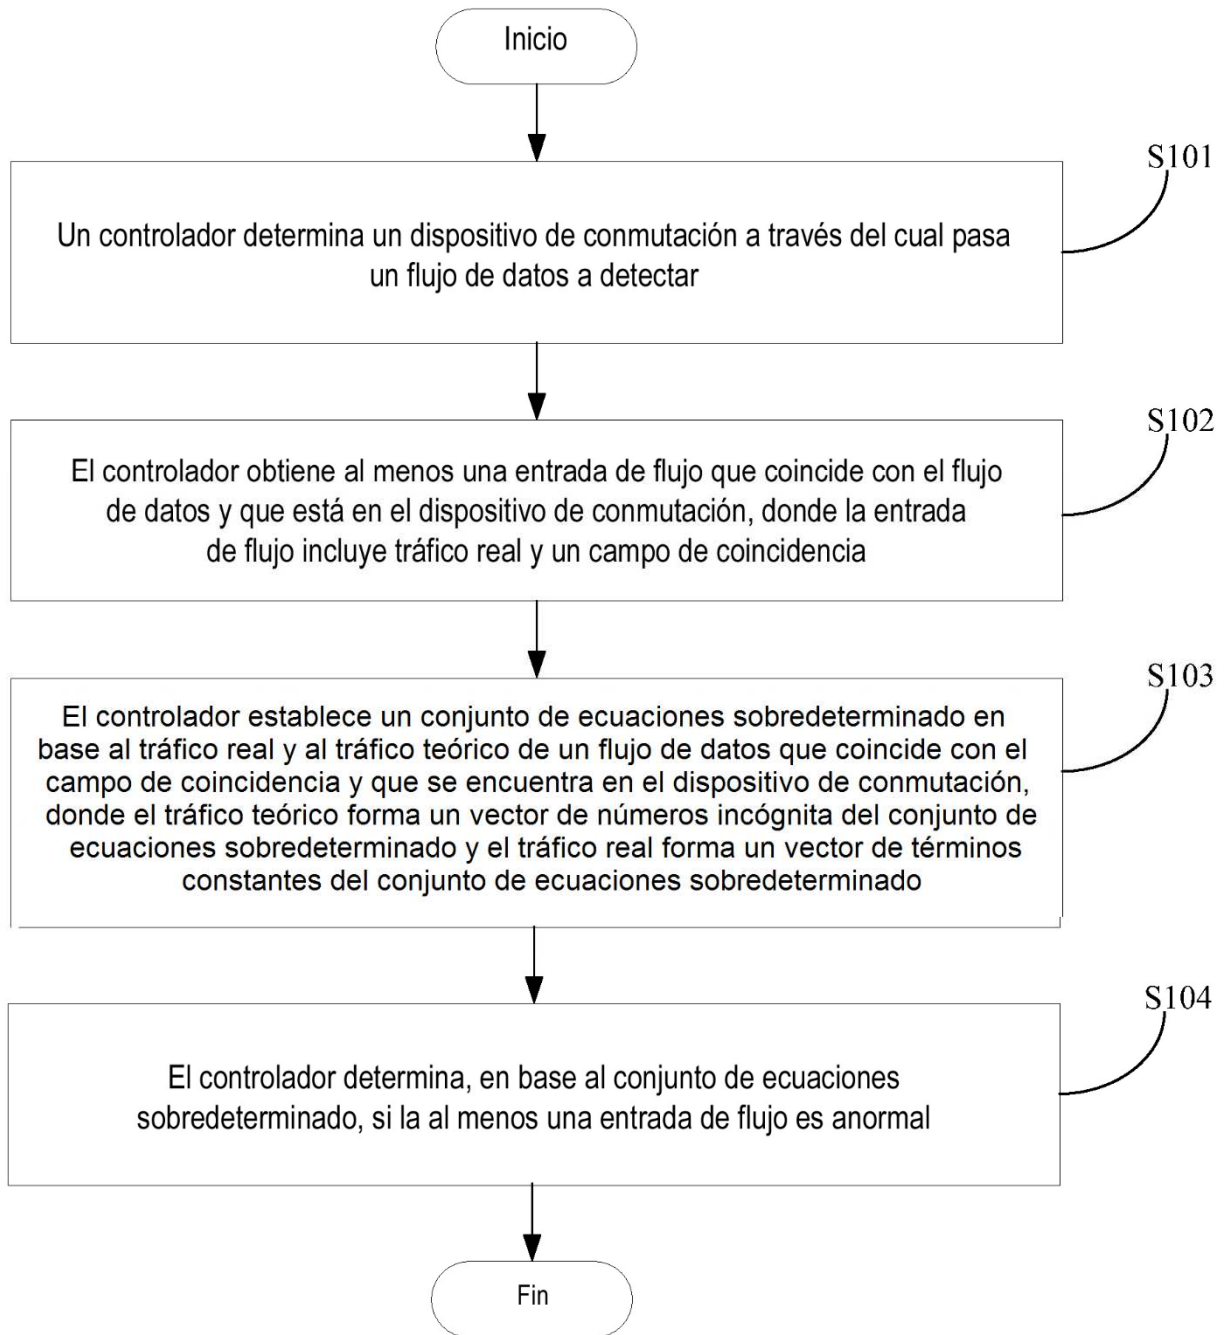 Inicio
S101
Un controlador determina un dispositivo de conmutación a través del cual pasa
un flujo de datos a detectar
S102
El controlador obtiene al menos una entrada de flujo que coincide con el flujo
de datos y que está en el dispositivo de conmutación, donde la entrada
de flujo incluye tráfico real y un campo de coincidencia
S103
El controlador establece un conjunto de ecuaciones sobredeterminado en
base al tráfico real y al tráfico teórico de un flujo de datos que coincide con el
campo de coincidencia y que se encuentra en el dispositivo de conmutación,
donde el tráfico teórico forma un vector de números incógnita del conjunto de
ecuaciones sobredeterminado y el tráfico real forma un vector de términos
constantes del conjunto de ecuaciones sobredeterminado
S104
El controlador determina, en base al conjunto de ecuaciones
sobredeterminado, si la al menos una entrada de flujo es anormal
Fin